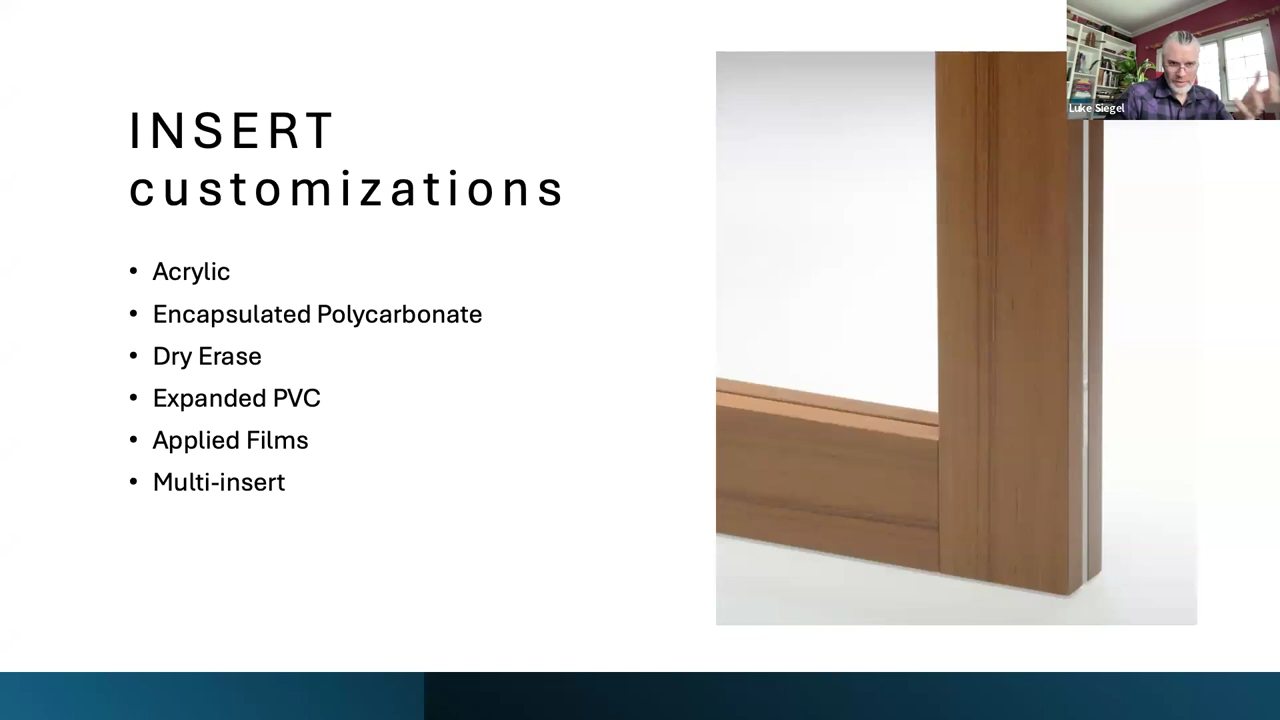 INSERT
customizations
• Acrylic
• Encapsulated Polycarbonate
• Dry Erase
• Expanded PVC
• Applied Films
• Multi-insert
Luke Siegel